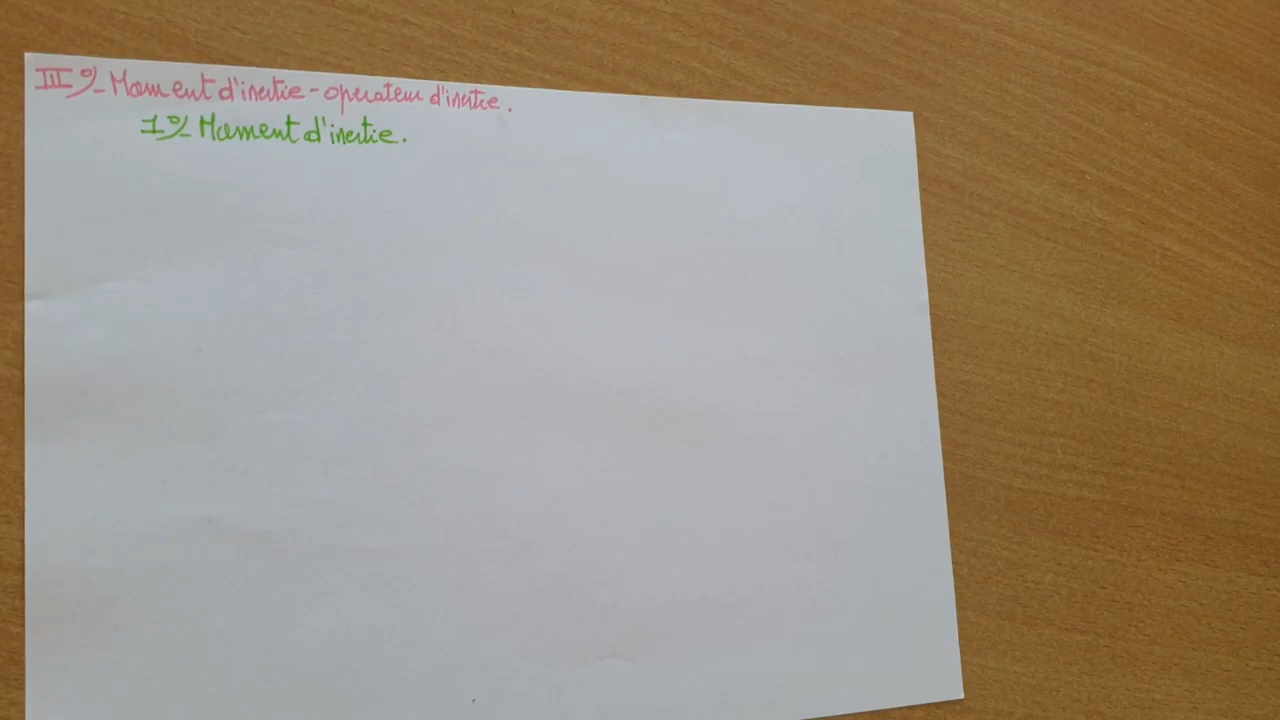 III°/- Moment d'inertie - operateur d'inertie.
1°/- Moment d'inertie.